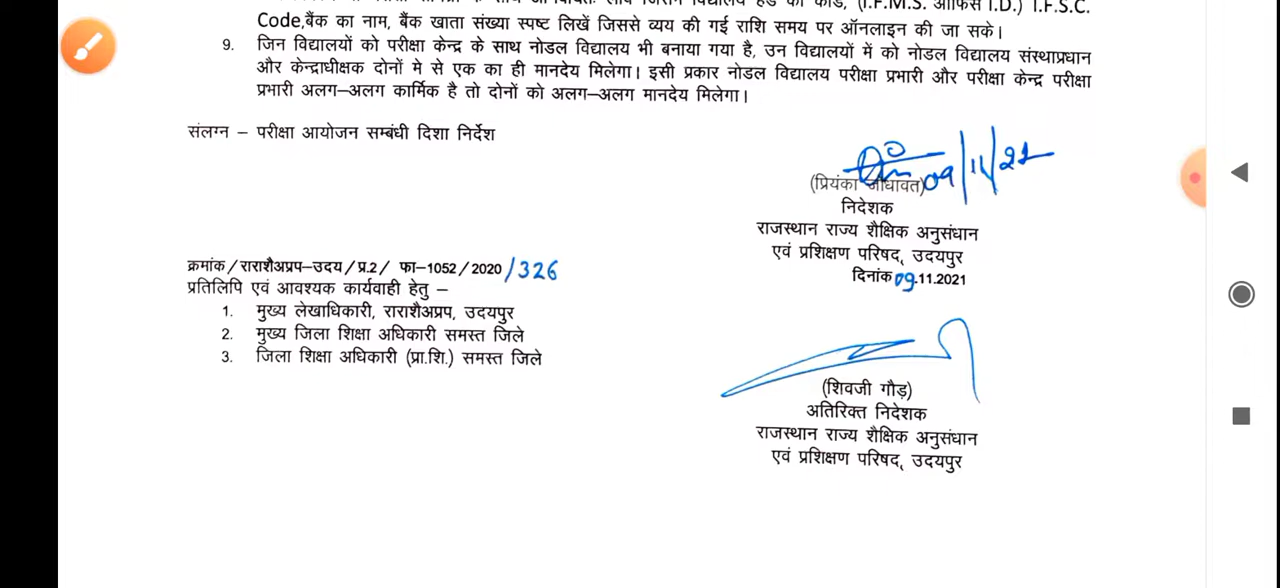 Code,बैंक का नाम, बैंक खाता संख्या स्पष्ट लिखें जिससे व्यय की गई राशि समय पर ऑनलाइन की जा सके।
9. जिन विद्यालयों को परीक्षा केन्द्र के साथ नोडल विद्यालय भी बनाया गया है, उन विद्यालयों में को नोडल विद्यालय संस्थाप्रधान
और केन्द्राधीक्षक दोनों मे से एक का ही मानदेय मिलेगा। इसी प्रकार नोडल विद्यालय परीक्षा प्रभारी और परीक्षा केन्द्र परीक्षा
प्रभारी अलग–अलग कार्मिक है तो दोनों को अलग–अलग मानदेय मिलेगा।
संलग्न – परीक्षा आयोजन सम्बंधी दिशा निर्देश
09/11/21
(प्रियंका जोधावत)
निदेशक
राजस्थान राज्य शैक्षिक अनुसंधान
एवं प्रशिक्षण परिषद, उदयपुर
दिनांक 09.11.2021
क्रमांक/राराशैअप्रप–उदय/प्र.2/ फा–1052/2020/326
प्रतिलिपि एवं आवश्यक कार्यवाही हेतु –
1. मुख्य लेखाधिकारी, राराशैअप्रप, उदयपुर
2. मुख्य जिला शिक्षा अधिकारी समस्त जिले
3. जिला शिक्षा अधिकारी (प्रा.शि.) समस्त जिले
(शिवजी गौड़)
अतिरिक्त निदेशक
राजस्थान राज्य शैक्षिक अनुसंधान
एवं प्रशिक्षण परिषद, उदयपुर